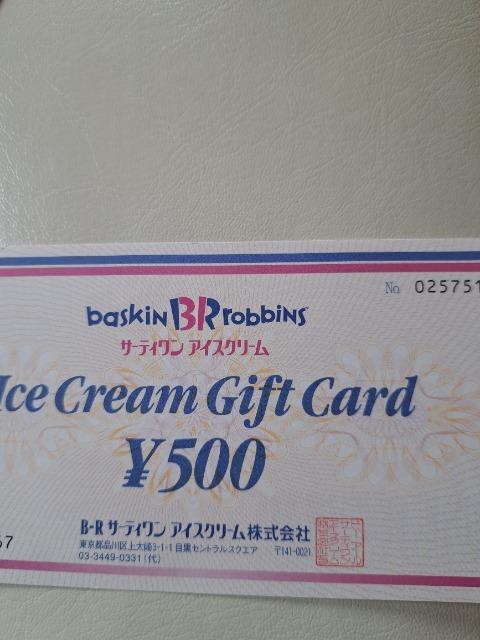 No 025751
baskin BR robbins
サーティワン アイスクリーム
Ice Cream Gift Card
¥500
B-R サーティワン アイスクリーム株式会社
東京都品川区上大崎3-1-1 目黒セントラルスクエア 〒141-0021
03-3449-0331(代)
57